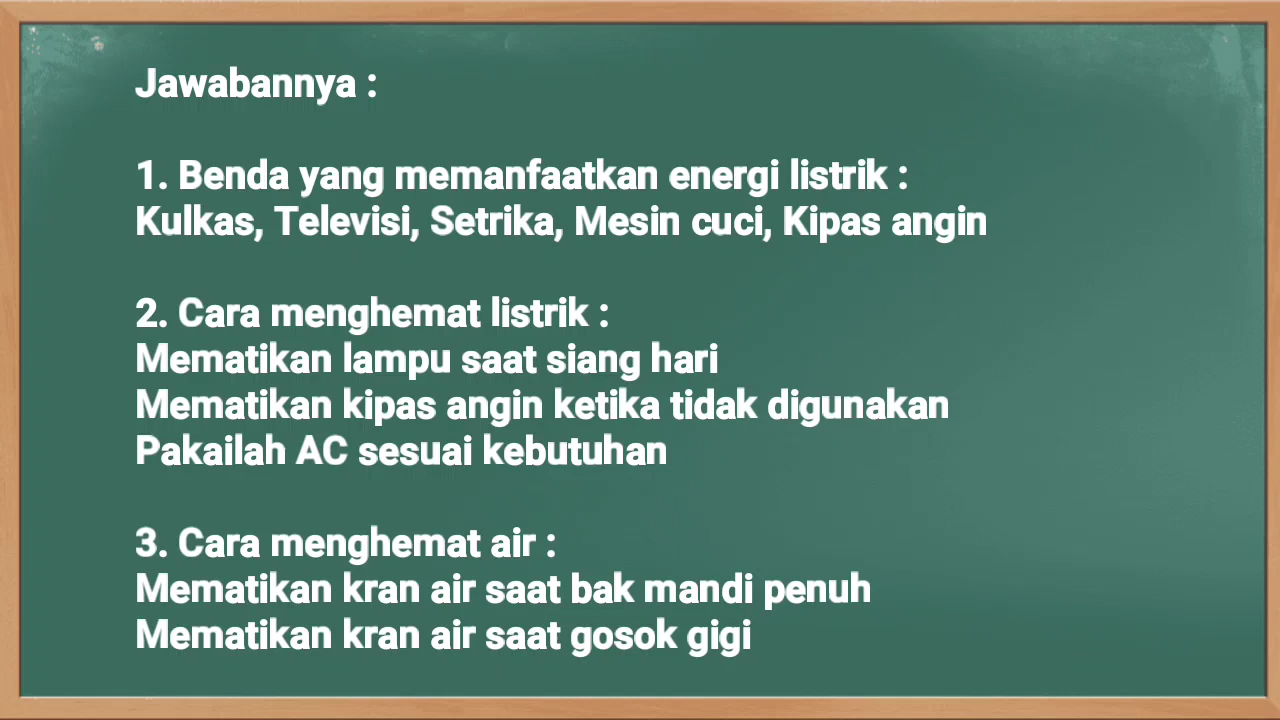 Jawabannya :
1. Benda yang memanfaatkan energi listrik :
Kulkas, Televisi, Setrika, Mesin cuci, Kipas angin
2. Cara menghemat listrik :
Mematikan lampu saat siang hari
Mematikan kipas angin ketika tidak digunakan
Pakailah AC sesuai kebutuhan
3. Cara menghemat air :
Mematikan kran air saat bak mandi penuh
Mematikan kran air saat gosok gigi